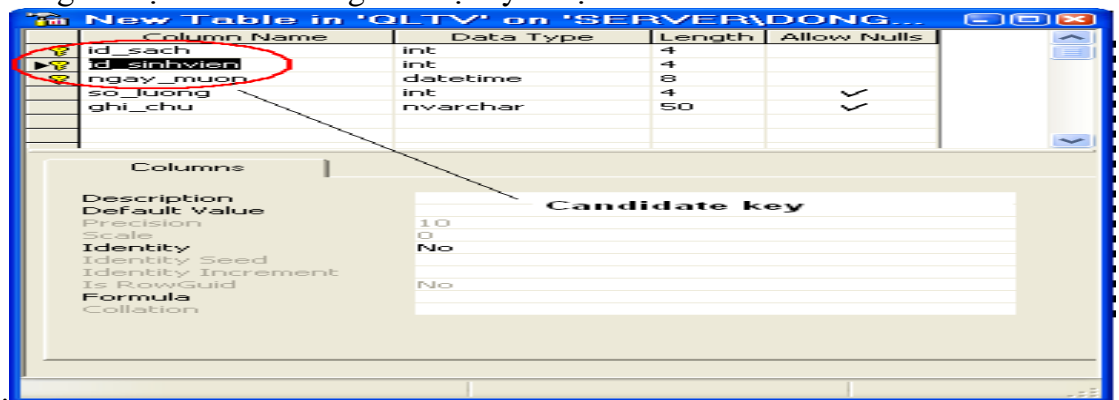 New Table in 'QLTV' on 'SERVER\DONG...
Column Name Data Type Length Allow Nulls
id_sach int 4
id_sinhvien int 4
ngay_muon datetime 8
so_luong int 4
ghi_chu nvarchar 50
Columns
Description
Candidate key
Default Value
Precision 10
Scale 0
Identity No
Identity Seed
Identity Increment
Is RowGuid No
Formula
Collation